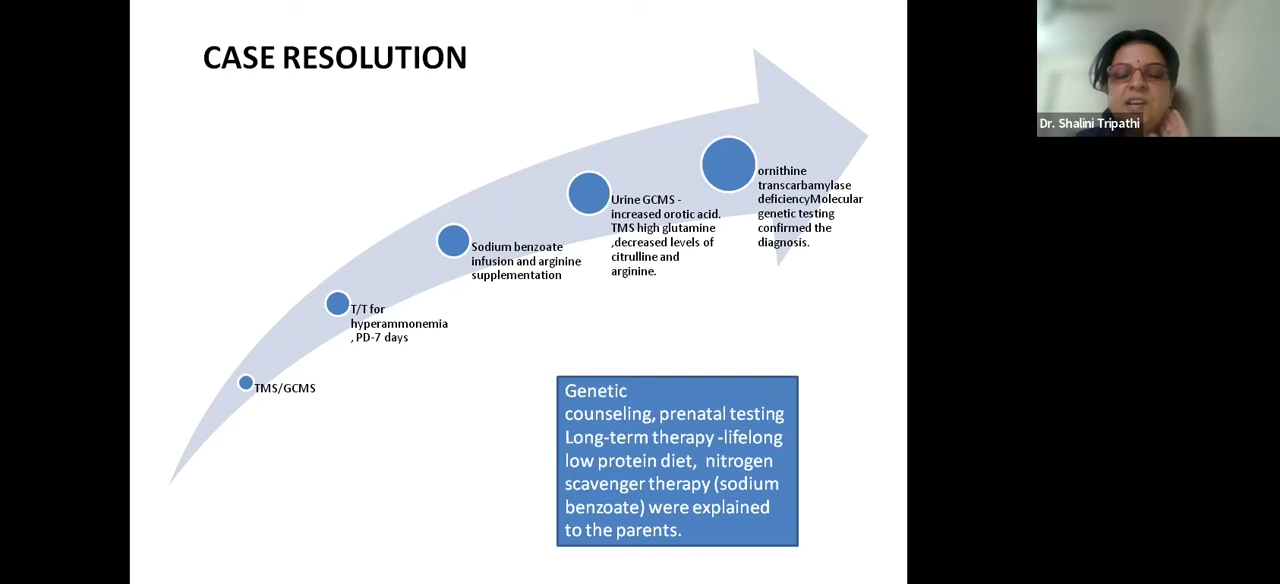 CASE RESOLUTION
TMS/GCMS
T/T for
hyperammonemia
, PD-7 days
Sodium benzoate
infusion and arginine
supplementation
Urine GCMS -
increased orotic acid.
TMS high glutamine
,decreased levels of
citrulline and
arginine.
ornithine
transcarbamylase
deficiencyMolecular
genetic testing
confirmed the
diagnosis.
Genetic
counseling, prenatal testing
Long-term therapy -lifelong
low protein diet, nitrogen
scavenger therapy (sodium
benzoate) were explained
to the parents.
Dr. Shalini Tripathi